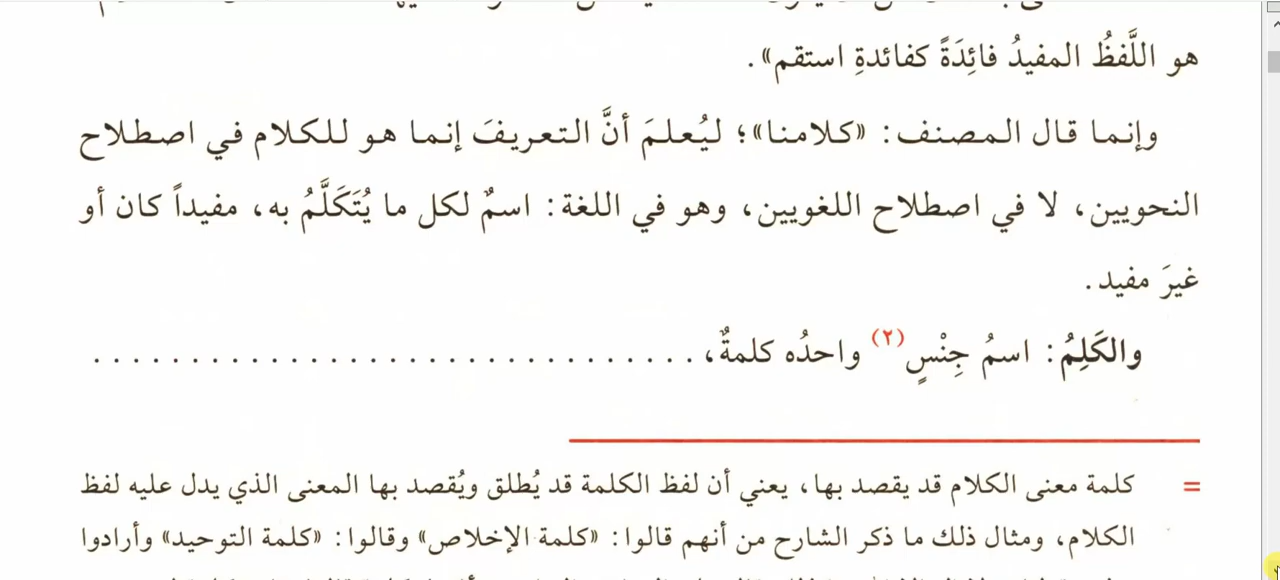 هو اللَّفظُ المفيدُ فائِدَةً كفائدةِ استقم» .
وإنما قال المصنف: «كلامنا»؛ ليُعلمَ أنَّ التعريفَ إنما هو للكلام في اصطلاح
النحويين، لا في اصطلاح اللغويين، وهو في اللغة: اسمٌ لكل ما يُتَكَلَّمُ به، مفيداً كان أو
غيرَ مفيد.
والكَلِمُ: اسمُ جِنْسٍ(٢) واحدُه كلمةٌ، . . . . . . . . . . . . . . . . . . . . . . . . . . . . . . .
= كلمة معنى الكلام قد يقصد بها، يعني أن لفظ الكلمة قد يُطلق ويُقصد بها المعنى الذي يدل عليه لفظ
الكلام، ومثال ذلك ما ذكر الشارح من أنهم قالوا: «كلمة الإخلاص» وقالوا: «كلمة التوحيد» وأرادوا